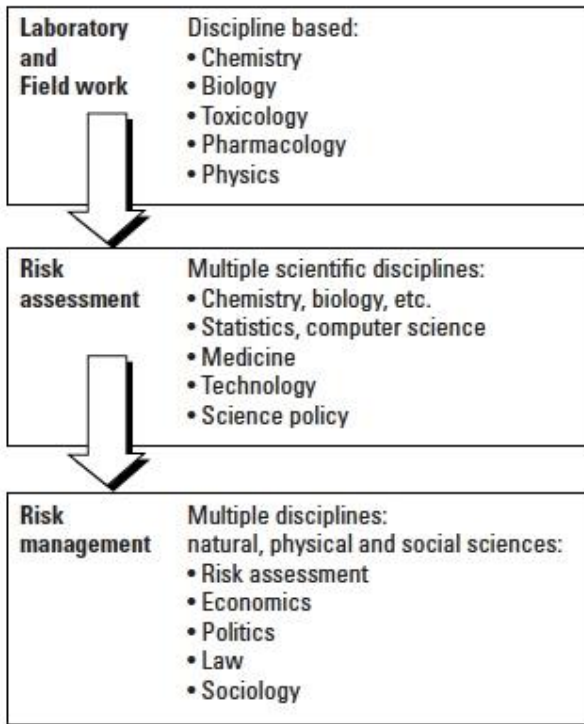 Laboratory
and
Field work
Discipline based:
• Chemistry
• Biology
• Toxicology
• Pharmacology
• Physics
Risk
assessment
Multiple scientific disciplines:
• Chemistry, biology, etc.
• Statistics, computer science
• Medicine
• Technology
• Science policy
Risk
management
Multiple disciplines:
natural, physical and social sciences:
• Risk assessment
• Economics
• Politics
• Law
• Sociology